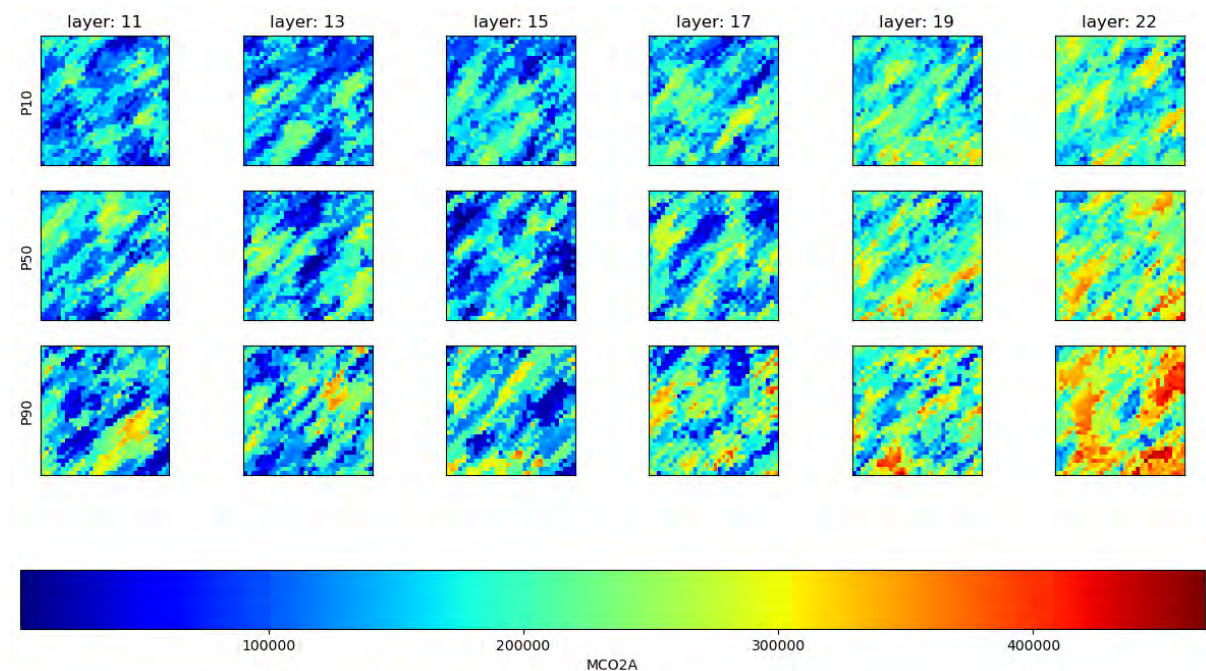 layer: 11 layer: 13 layer: 15 layer: 17 layer: 19 layer: 22
P10
P50
P90
100000 200000 300000 400000
MCO2A